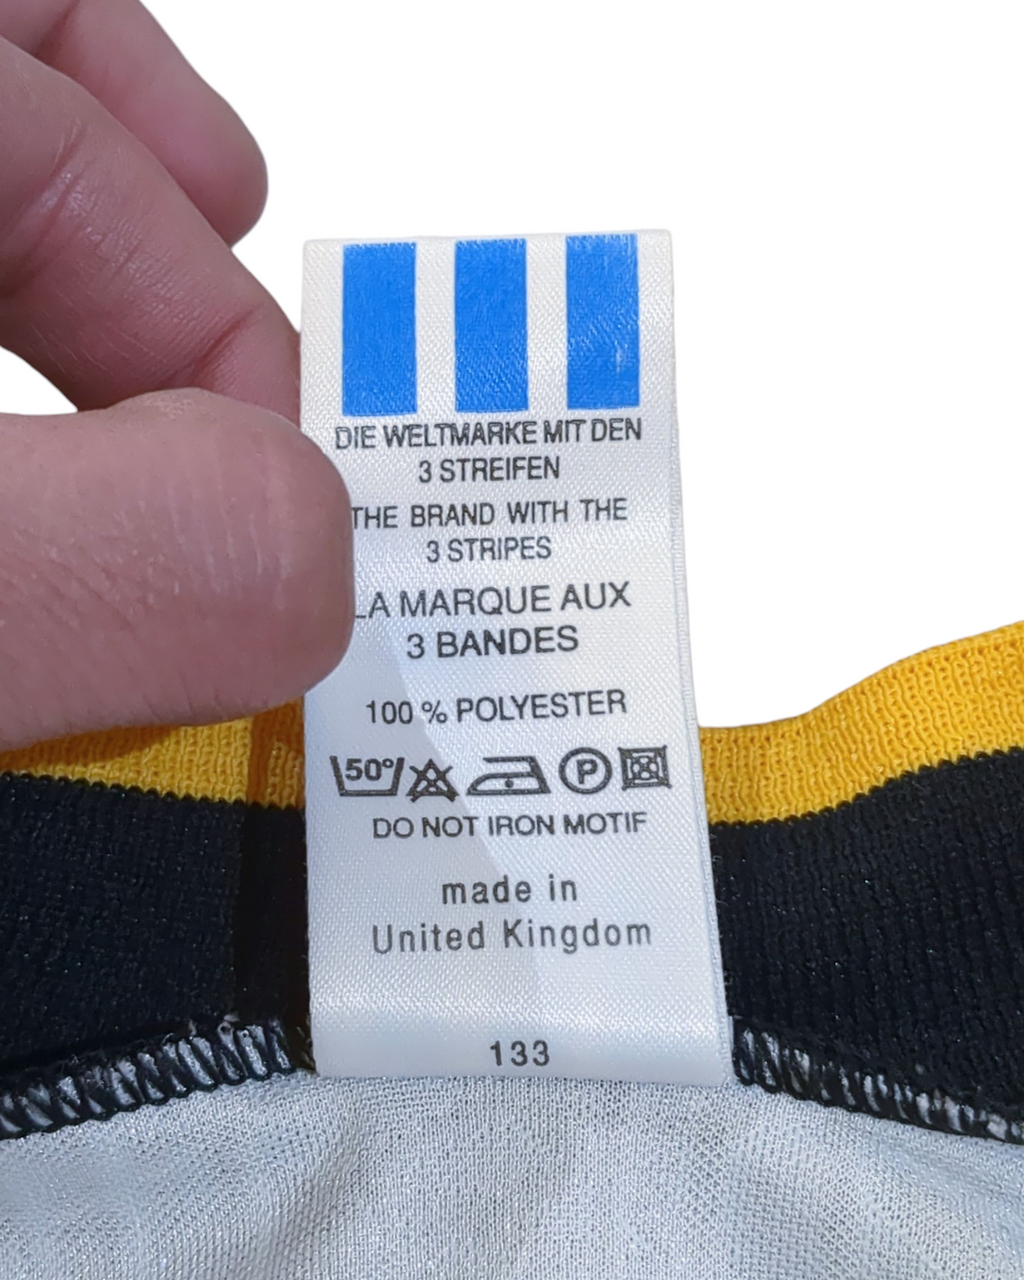 DIE WELTMARKE MIT DEN
3 STREIFEN
THE BRAND WITH THE
3 STRIPES
LA MARQUE AUX
3 BANDES
100 % POLYESTER
50° P
DO NOT IRON MOTIF
made in
United Kingdom
133